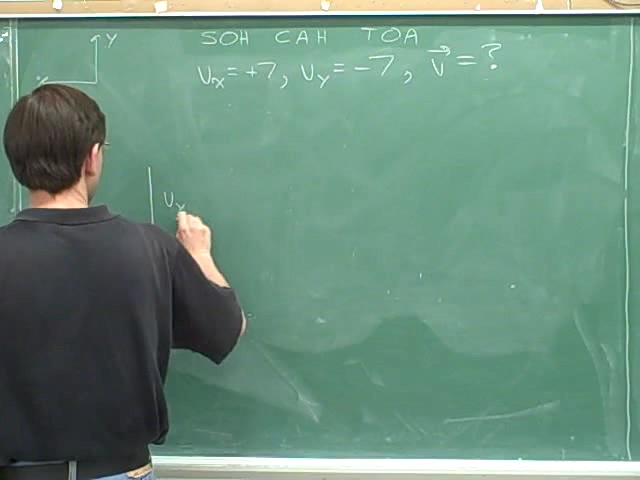 SOH CAH TOA
Vx = +7, Vy = -7, v⃗ = ?
Y
X
Vy